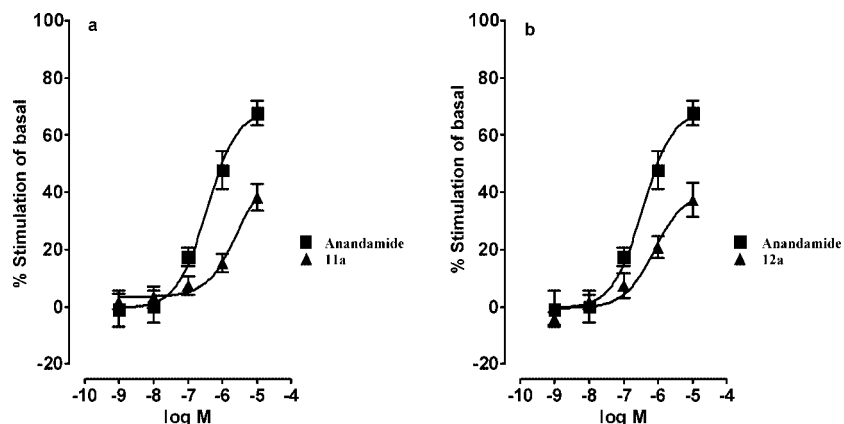 a
% Stimulation of basal
100
80
60
40
20
0
-20
-10 -9 -8 -7 -6 -5 -4
log M
Anandamide
11a
b
% Stimulation of basal
100
80
60
40
20
0
-20
-10 -9 -8 -7 -6 -5 -4
log M
Anandamide
12a